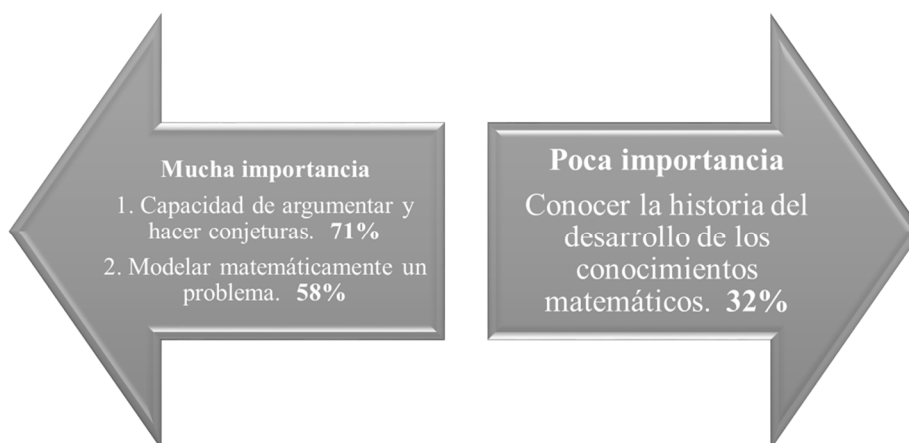 Mucha importancia
1. Capacidad de argumentar y
hacer conjeturas. 71%
2. Modelar matemáticamente un
problema. 58%
Poca importancia
Conocer la historia del
desarrollo de los
conocimientos
matemáticos. 32%